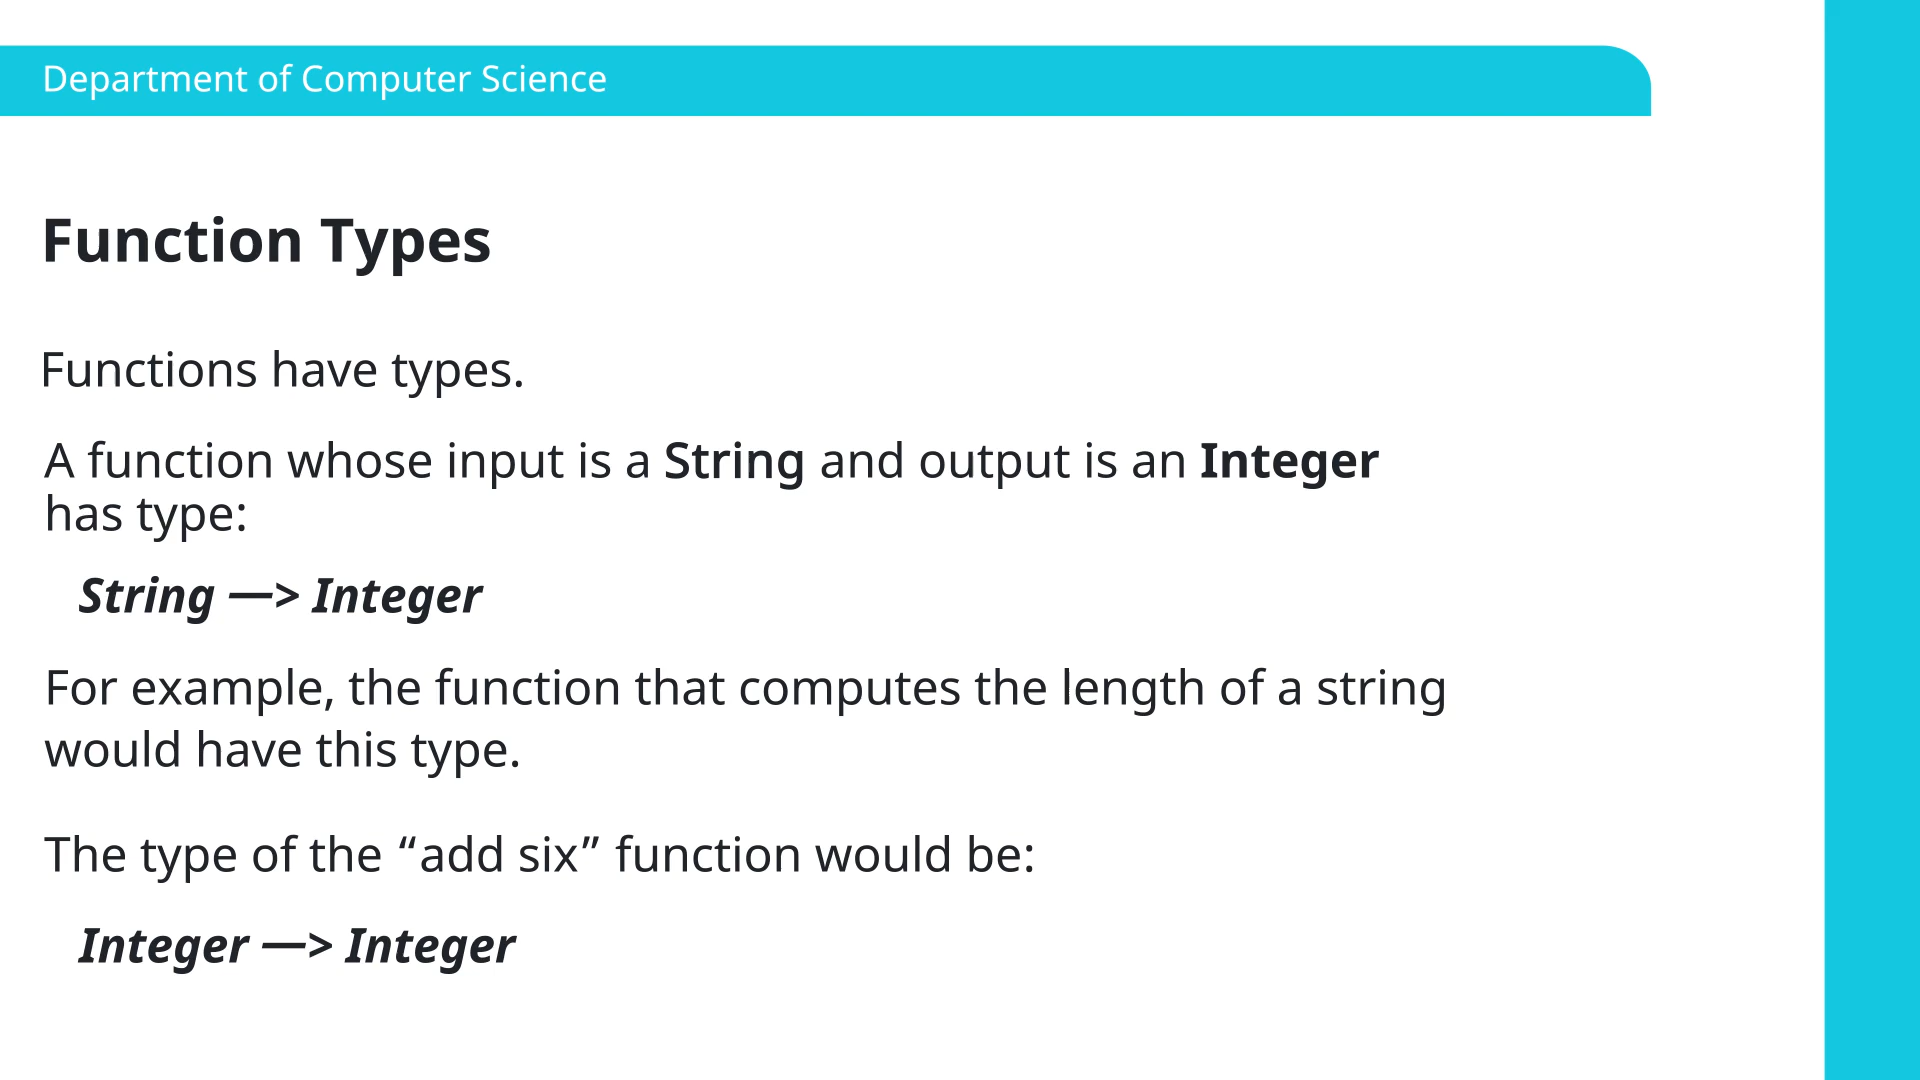 Department of Computer Science
Function Types
Functions have types.
A function whose input is a String and output is an Integer
has type:
String —> Integer
For example, the function that computes the length of a string
would have this type.
The type of the “add six” function would be:
Integer —> Integer